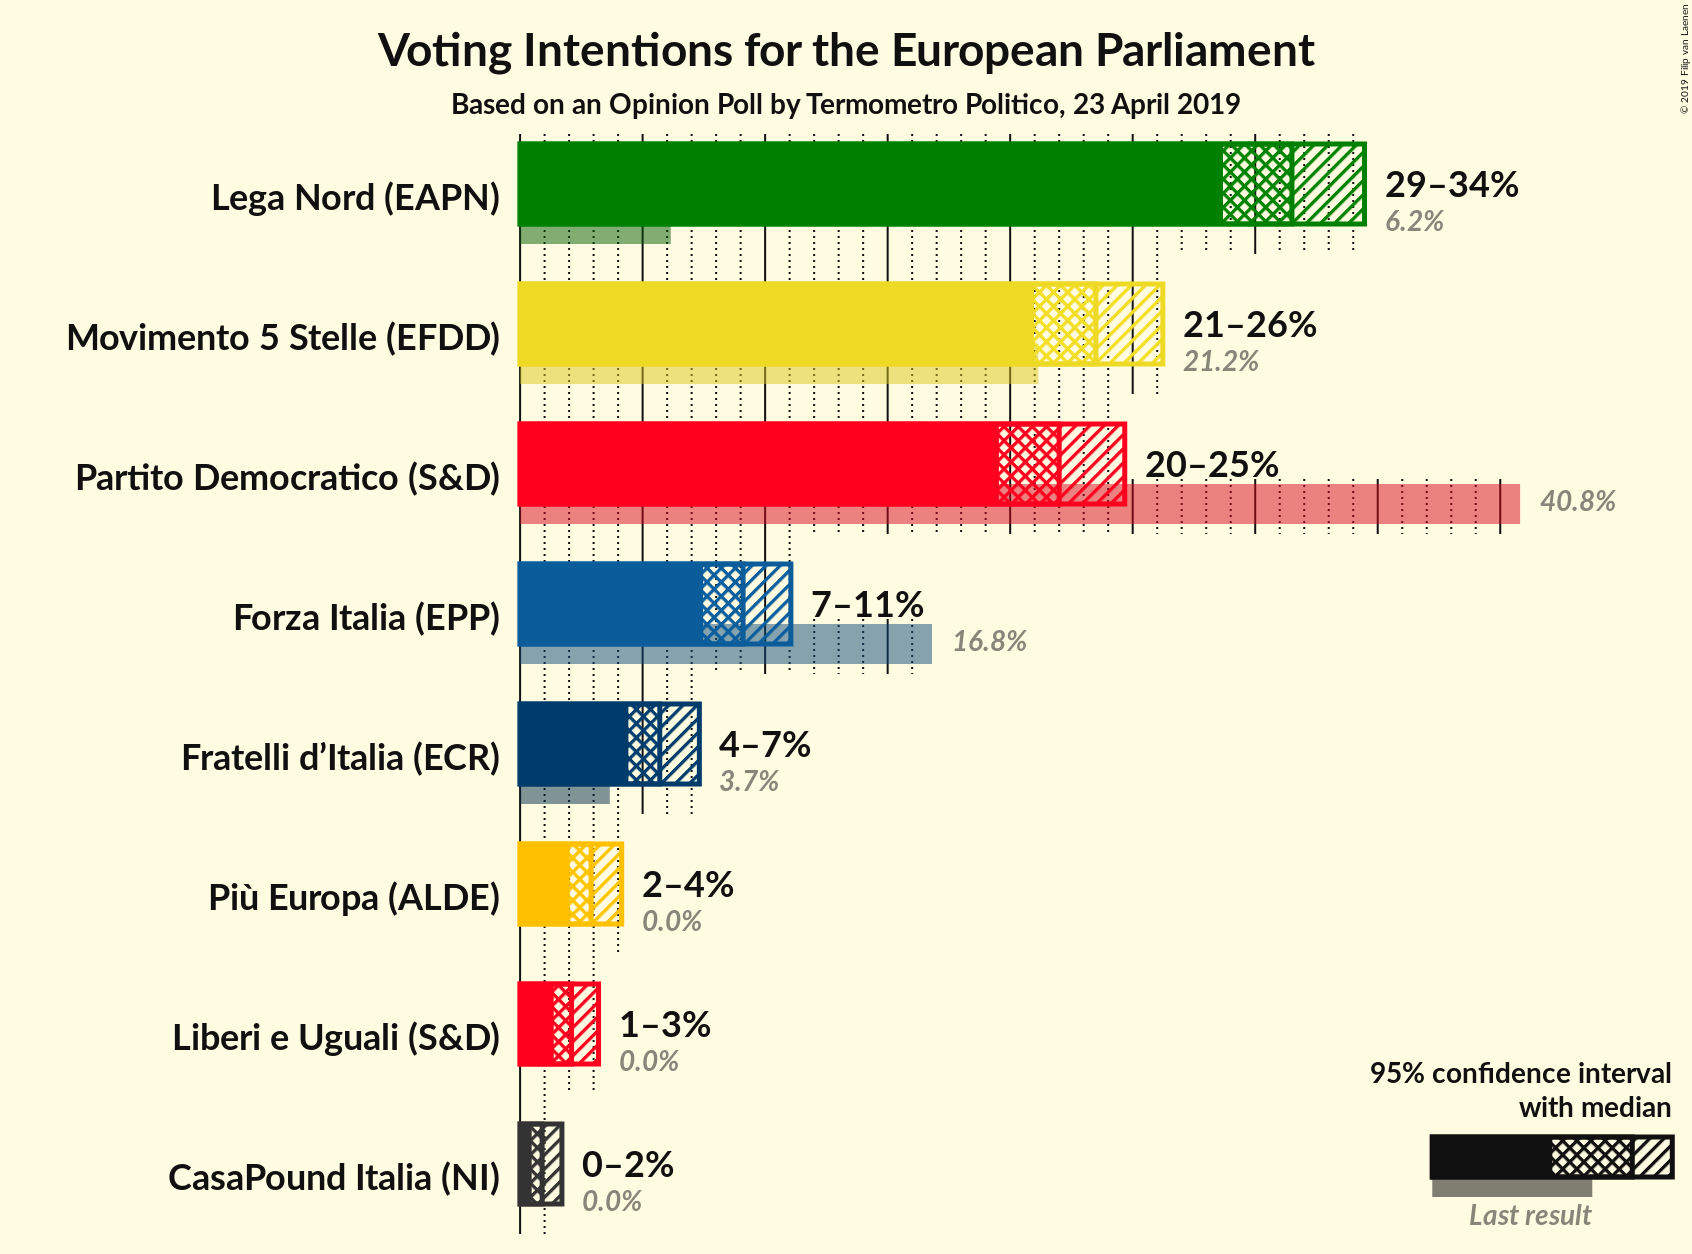 Voting Intentions for the European Parliament
Based on an Opinion Poll by Termometro Politico, 23 April 2019
© 2019 Filip van Laenen
Lega Nord (EAPN)
29–34%
6.2%
Movimento 5 Stelle (EFDD)
21–26%
21.2%
Partito Democratico (S&D)
20–25%
40.8%
Forza Italia (EPP)
7–11%
16.8%
Fratelli d’Italia (ECR)
4–7%
3.7%
Più Europa (ALDE)
2–4%
0.0%
Liberi e Uguali (S&D)
1–3%
0.0%
CasaPound Italia (NI)
0–2%
0.0%
95% confidence interval
with median
Last result